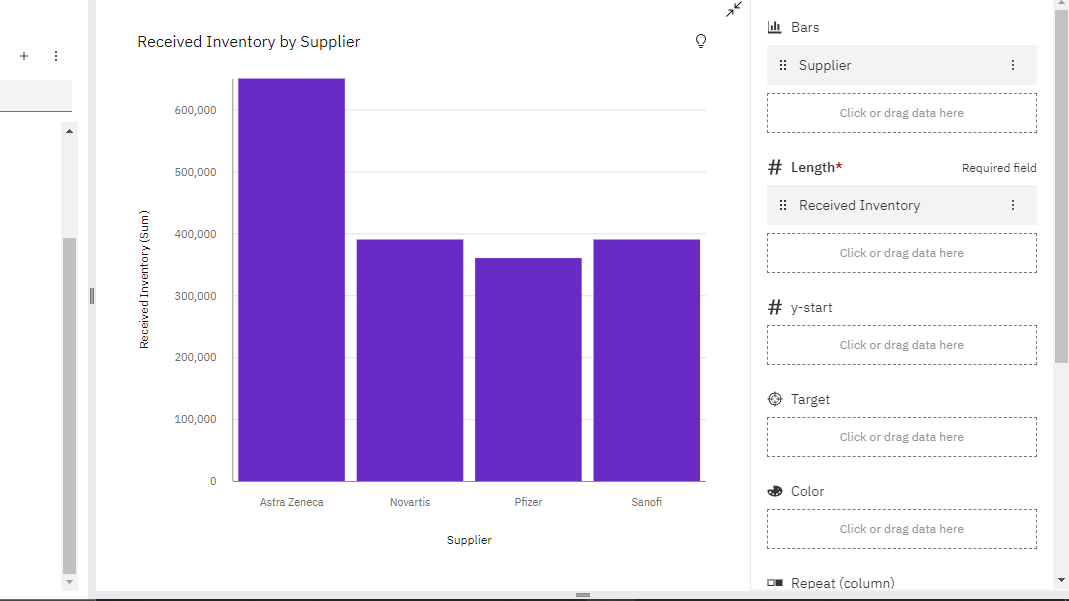 Received Inventory by Supplier
600,000
500,000
400,000
300,000
200,000
100,000
0
Received Inventory (Sum)
Astra Zeneca Novartis Pfizer Sanofi
Supplier
Bars
Supplier
Click or drag data here
# Length* Required field
Received Inventory
Click or drag data here
# y-start
Click or drag data here
Target
Click or drag data here
Color
Click or drag data here
Repeat (column)